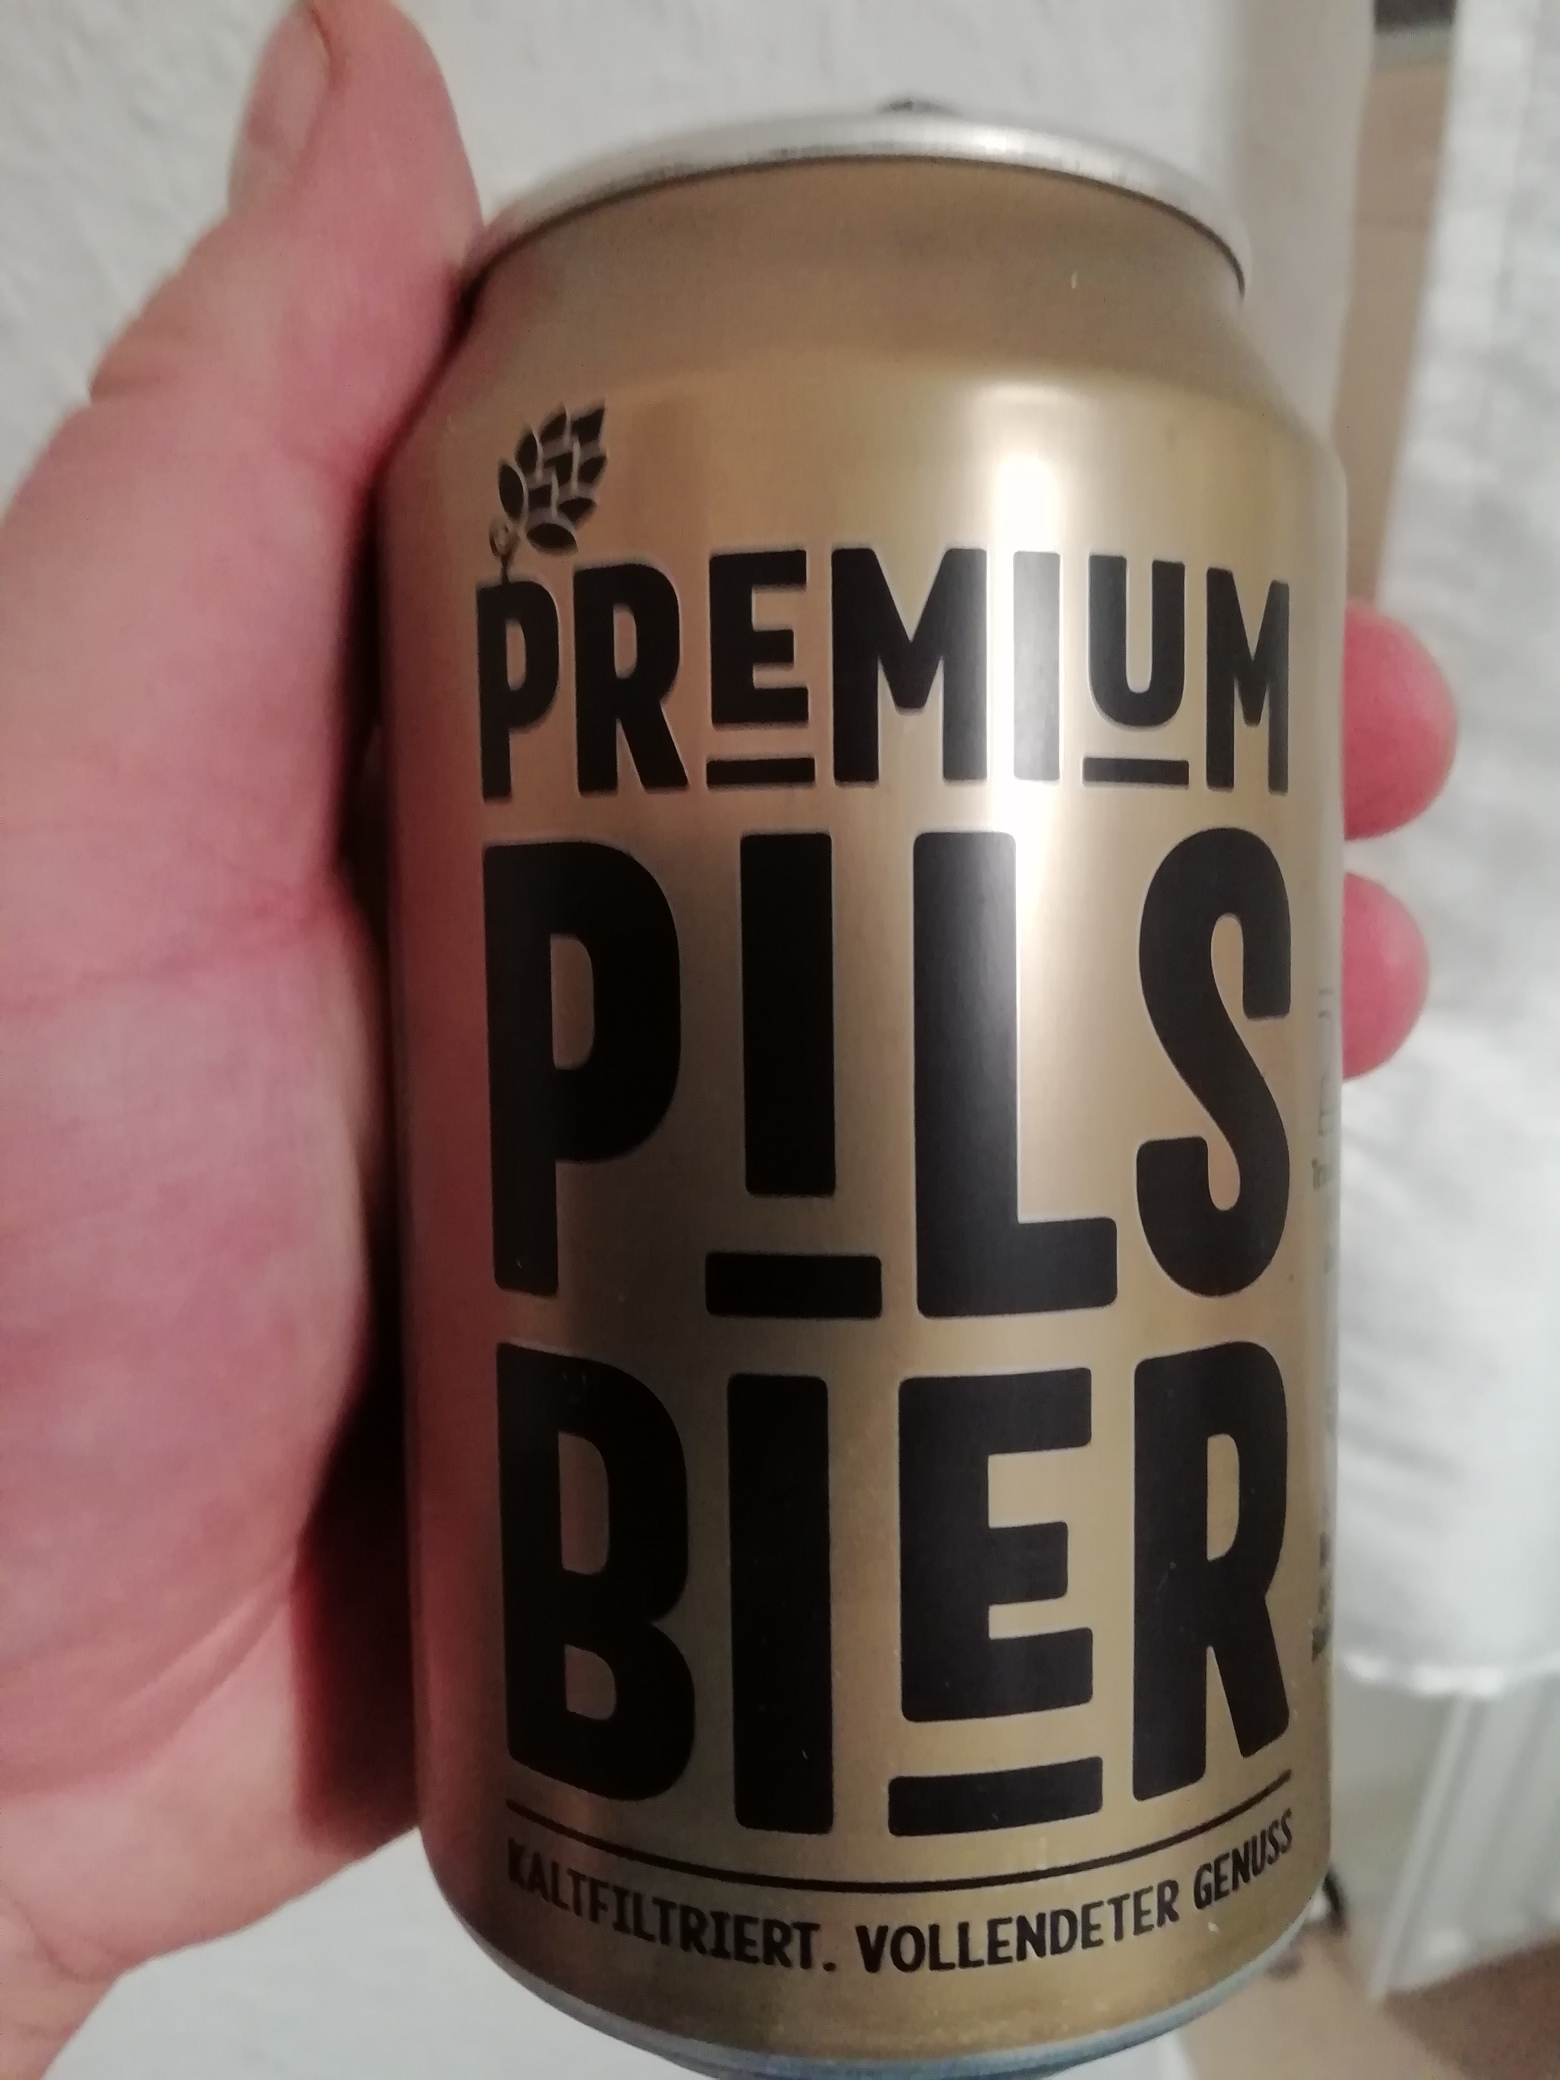 PREMIUM
PILS
BIER
KALTFILTRIERT. VOLLENDETER GENUSS